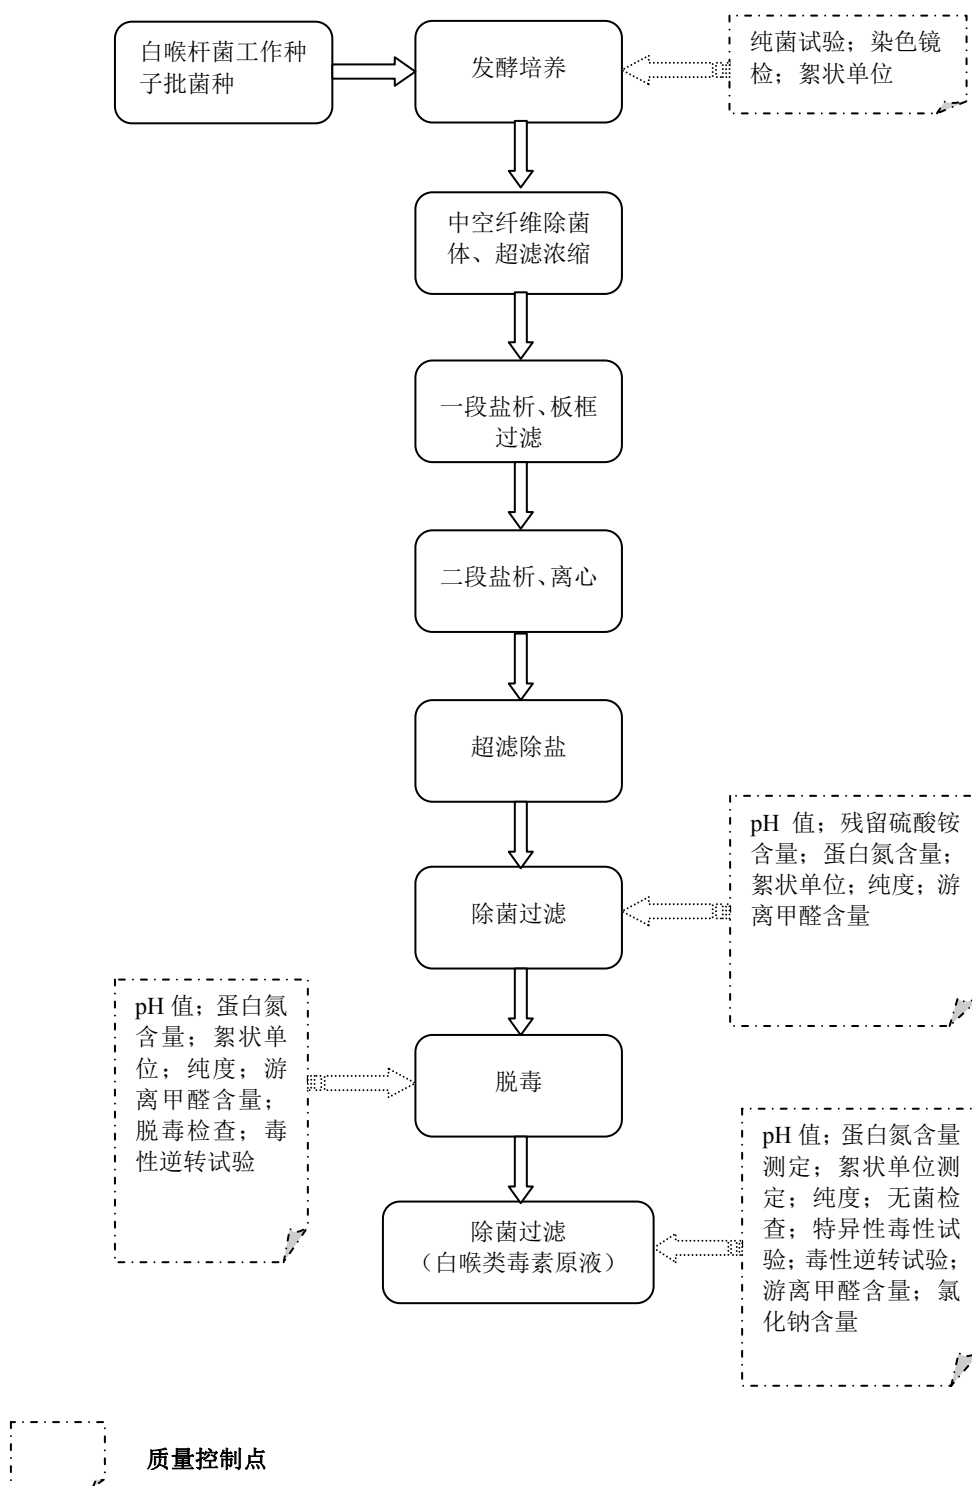 白喉杆菌工作种
子批菌种
发酵培养
纯菌试验；染色镜
检；絮状单位
中空纤维除菌
体、超滤浓缩
一段盐析、板框
过滤
二段盐析、离心
超滤除盐
pH 值；残留硫酸铵
含量；蛋白氮含量；
絮状单位；纯度；游
离甲醛含量
除菌过滤
pH 值；蛋白氮
含量；絮状单
位；纯度；游
离甲醛含量；
脱毒检查；毒
性逆转试验
脱毒
pH 值；蛋白氮含量
测定；絮状单位测
定；纯度；无菌检
查；特异性毒性试
验；毒性逆转试验；
游离甲醛含量；氯
化钠含量
除菌过滤
（白喉类毒素原液）
质量控制点